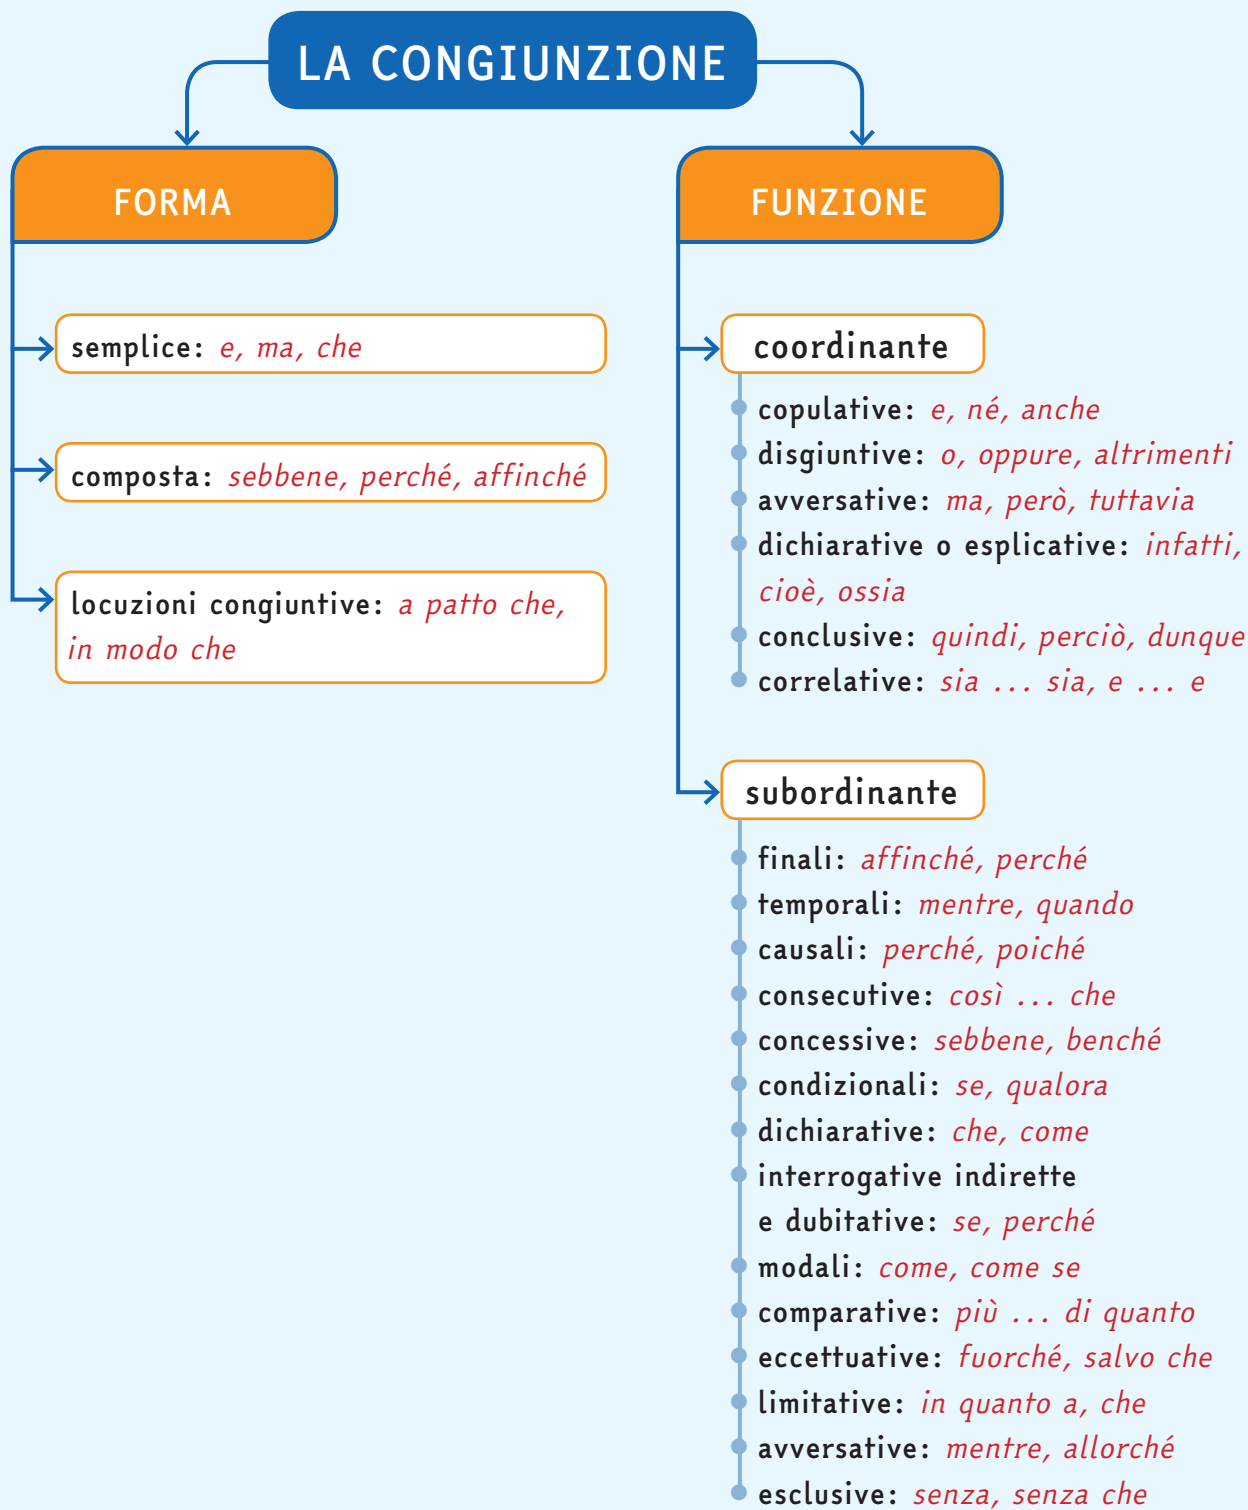 LA CONGIUNZIONE
FORMA
semplice: e, ma, che
composta: sebbene, perché, affinché
locuzioni congiuntive: a patto che,
in modo che
FUNZIONE
coordinante
copulative: e, né, anche
disgiuntive: o, oppure, altrimenti
avversative: ma, però, tuttavia
dichiarative o esplicative: infatti,
cioè, ossia
conclusive: quindi, perciò, dunque
correlative: sia ... sia, e ... e
subordinante
finali: affinché, perché
temporali: mentre, quando
causali: perché, poiché
consecutive: così ... che
concessive: sebbene, benché
condizionali: se, qualora
dichiarative: che, come
interrogative indirette
e dubitative: se, perché
modali: come, come se
comparative: più ... di quanto
eccettuative: fuorché, salvo che
limitative: in quanto a, che
avversative: mentre, allorché
esclusive: senza, senza che